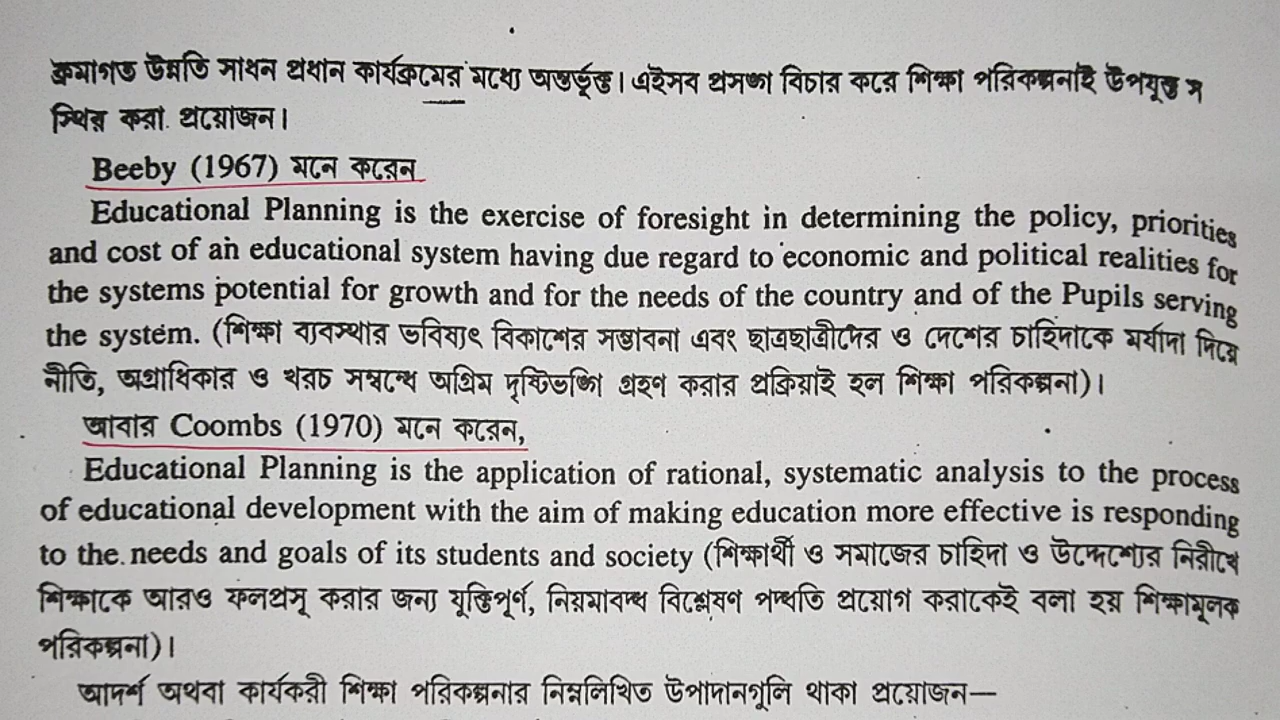 ক্রমাগত উন্নতি সাধন প্রধান কার্যক্রমের মধ্যে অন্তর্ভূক্ত। এইসব প্রসঙ্গ বিচার করে শিক্ষা পরিকল্পনাই উপযুক্ত স
স্থির করা প্রয়োজন।
Beeby (1967) মনে করেন
Educational Planning is the exercise of foresight in determining the policy, priorities
and cost of an educational system having due regard to economic and political realities for
the systems potential for growth and for the needs of the country and of the Pupils serving
the system. (শিক্ষা ব্যবস্থার ভবিষ্যৎ বিকাশের সম্ভাবনা এবং ছাত্রছাত্রীদের ও দেশের চাহিদাকে মর্যাদা দিয়ে
নীতি, অগ্রাধিকার ও খরচ সম্বন্ধে অগ্রিম দৃষ্টিভঙ্গি গ্রহণ করার প্রক্রিয়াই হল শিক্ষা পরিকল্পনা)।
আবার Coombs (1970) মনে করেন,
Educational Planning is the application of rational, systematic analysis to the process
of educational development with the aim of making education more effective is responding
to the needs and goals of its students and society (শিক্ষার্থী ও সমাজের চাহিদা ও উদ্দেশ্যের নিরীখে
শিক্ষাকে আরও ফলপ্রসূ করার জন্য যুক্তিপূর্ণ, নিয়মাবদ্ধ বিশ্লেষণ পদ্ধতি প্রয়োগ করাকেই বলা হয় শিক্ষামূলক
পরিকল্পনা)।
আদর্শ অথবা কার্যকরী শিক্ষা পরিকল্পনার নিম্নলিখিত উপাদানগুলি থাকা প্রয়োজন—